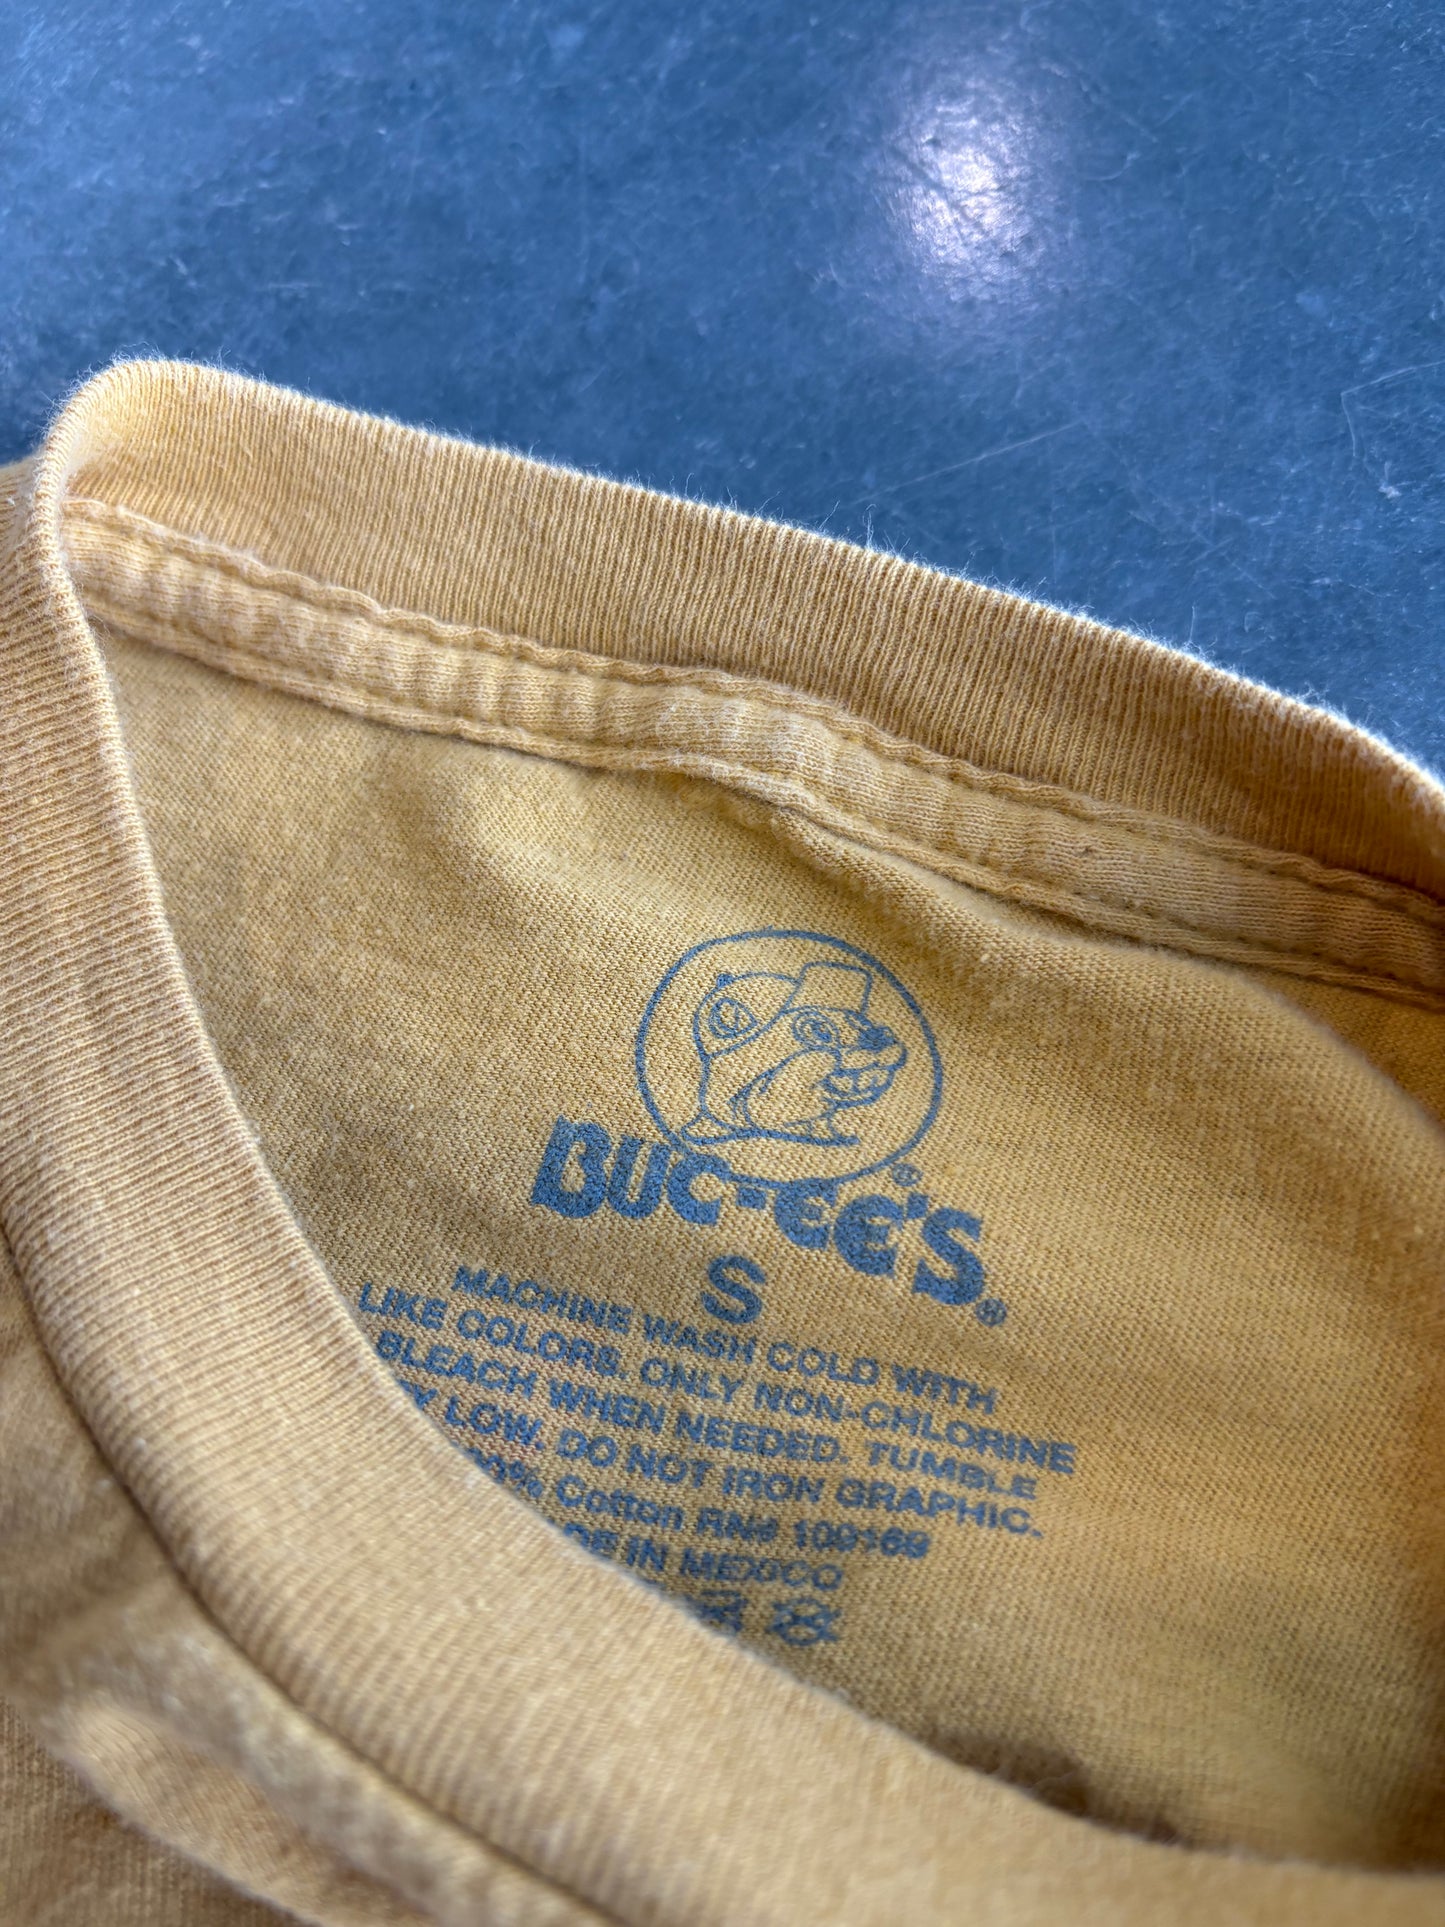 BUC-EE'S®
S
MACHINE WASH COLD WITH
LIKE COLORS. ONLY NON-CHLORINE
BLEACH WHEN NEEDED. TUMBLE
LOW. DO NOT IRON GRAPHIC.
Cotton RN# 109169
IN MEXICO